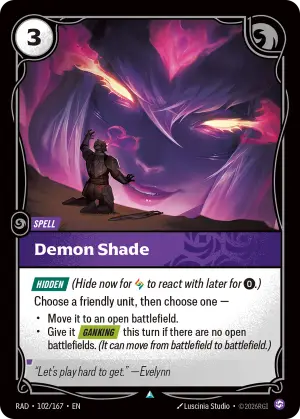 3
SPELL
Demon Shade
HIDDEN (Hide now for to react with later for 0.)
Choose a friendly unit, then choose one —
• Move it to an open battlefield.
• Give it GANKING this turn if there are no open
battlefields. (It can move from battlefield to battlefield.)
“Let's play hard to get.” —Evelynn
RAD • 102/167 • EN
Luscinia Studio • ©2026RGI